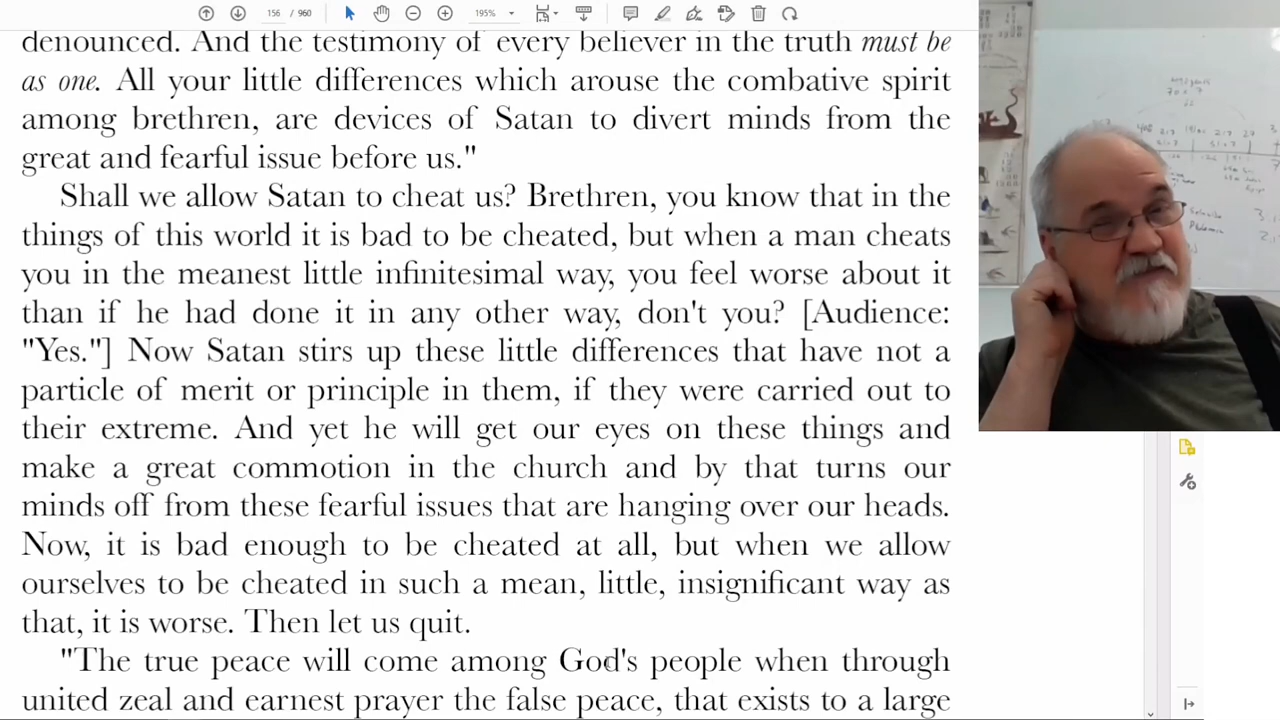 156 / 960
195%
denounced. And the testimony of every believer in the truth must be
as one. All your little differences which arouse the combative spirit
among brethren, are devices of Satan to divert minds from the
great and fearful issue before us."
Shall we allow Satan to cheat us? Brethren, you know that in the
things of this world it is bad to be cheated, but when a man cheats
you in the meanest little infinitesimal way, you feel worse about it
than if he had done it in any other way, don't you? [Audience:
"Yes."] Now Satan stirs up these little differences that have not a
particle of merit or principle in them, if they were carried out to
their extreme. And yet he will get our eyes on these things and
make a great commotion in the church and by that turns our
minds off from these fearful issues that are hanging over our heads.
Now, it is bad enough to be cheated at all, but when we allow
ourselves to be cheated in such a mean, little, insignificant way as
that, it is worse. Then let us quit.
"The true peace will come among God's people when through
united zeal and earnest prayer the false peace, that exists to a large
70 x 7